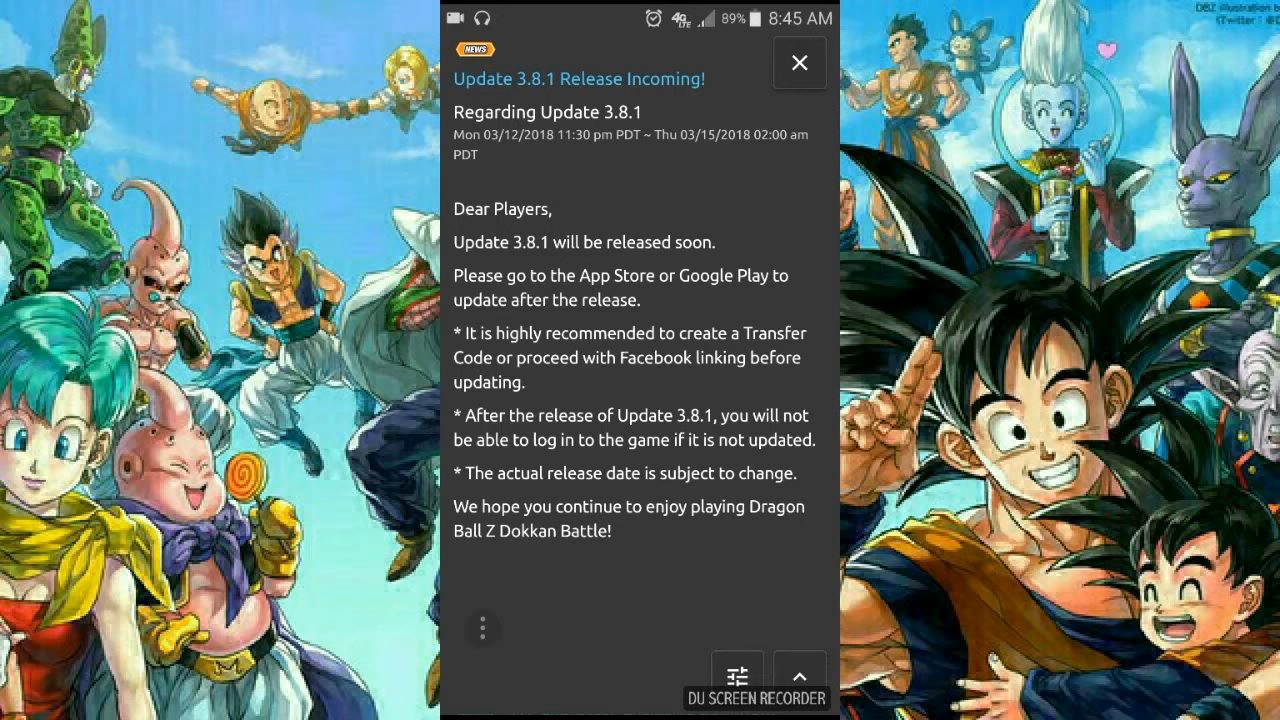 DBZ illustration b
(Twitter : @D
4G LTE 89% 8:45 AM
NEWS
Update 3.8.1 Release Incoming!
Regarding Update 3.8.1
Mon 03/12/2018 11:30 pm PDT ~ Thu 03/15/2018 02:00 am
PDT
Dear Players,
Update 3.8.1 will be released soon.
Please go to the App Store or Google Play to
update after the release.
* It is highly recommended to create a Transfer
Code or proceed with Facebook linking before
updating.
* After the release of Update 3.8.1, you will not
be able to log in to the game if it is not updated.
* The actual release date is subject to change.
We hope you continue to enjoy playing Dragon
Ball Z Dokkan Battle!
M
DU SCREEN RECORDER